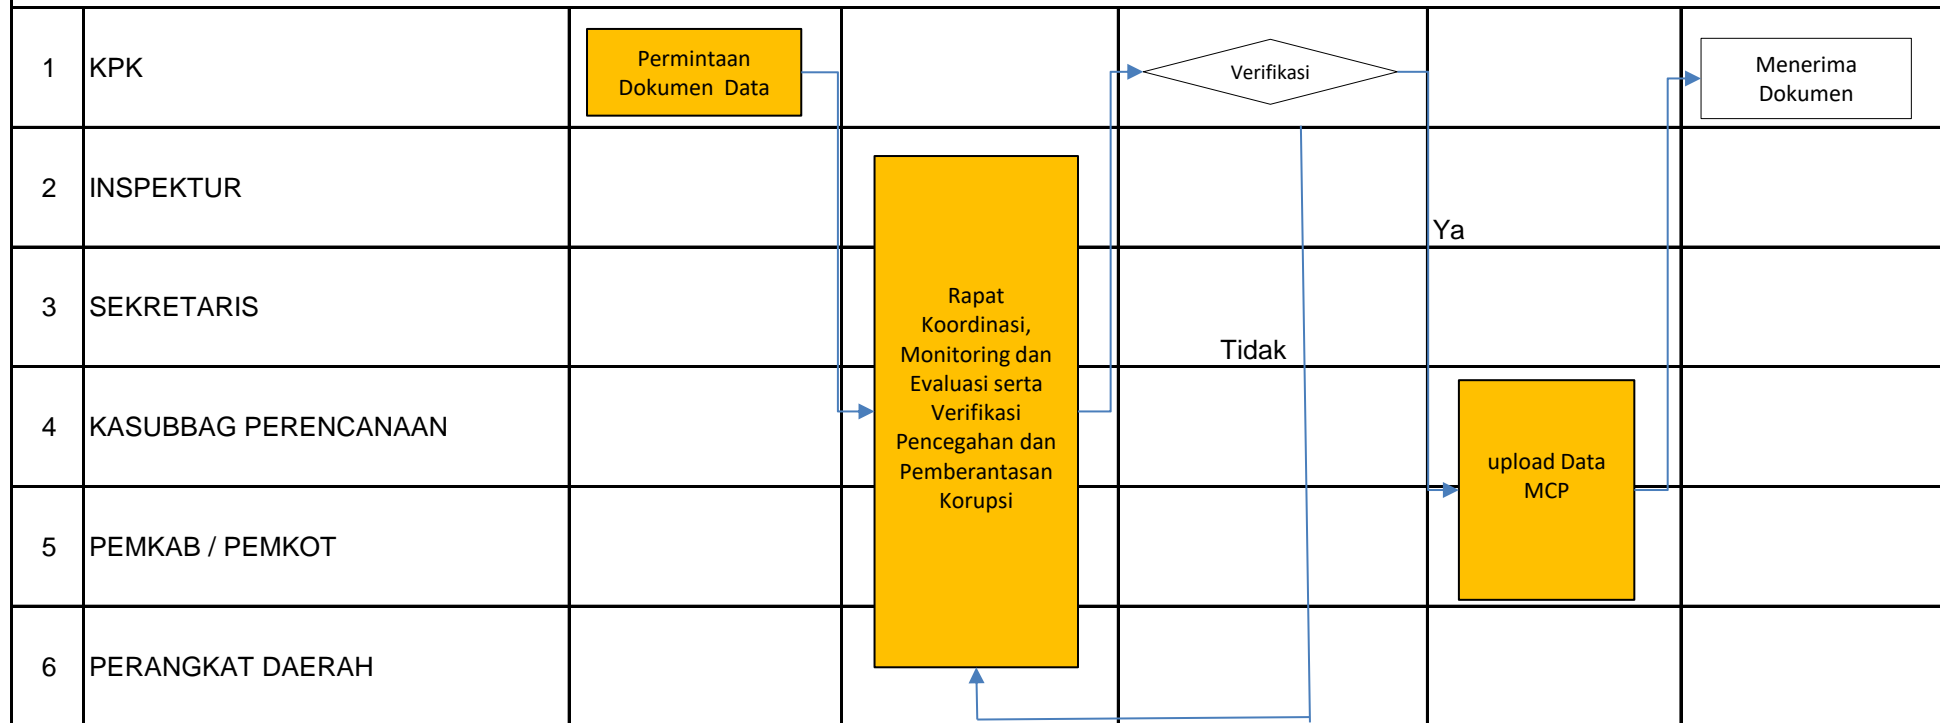 1
KPK
Permintaan
Dokumen Data
Verifikasi
Menerima
Dokumen
2
INSPEKTUR
Ya
3
SEKRETARIS
Rapat
Koordinasi,
Monitoring dan
Evaluasi serta
Verifikasi
Pencegahan dan
Pemberantasan
Korupsi
Tidak
4
KASUBBAG PERENCANAAN
upload Data
MCP
5
PEMKAB / PEMKOT
6
PERANGKAT DAERAH